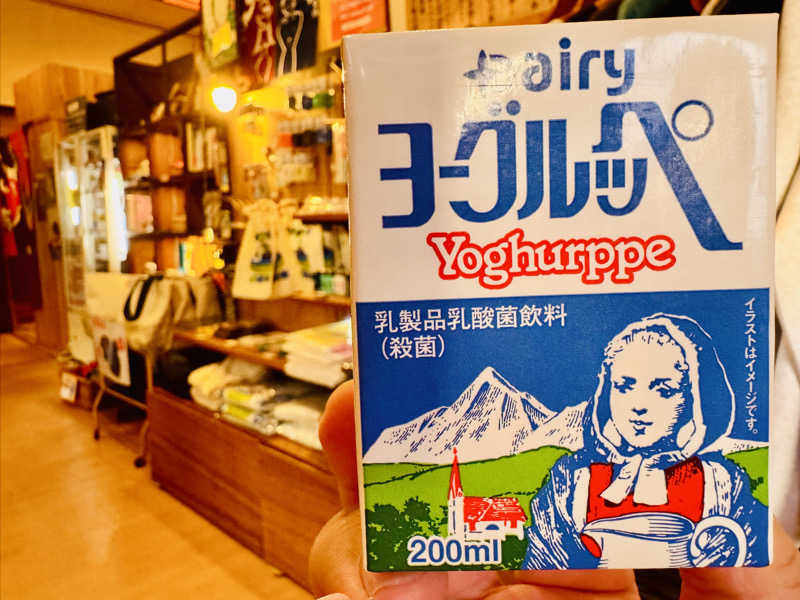 Dairy
ヨーグルッペ
Yoghurppe
乳製品乳酸菌飲料
(殺菌)
イラストはイメージです。
200ml